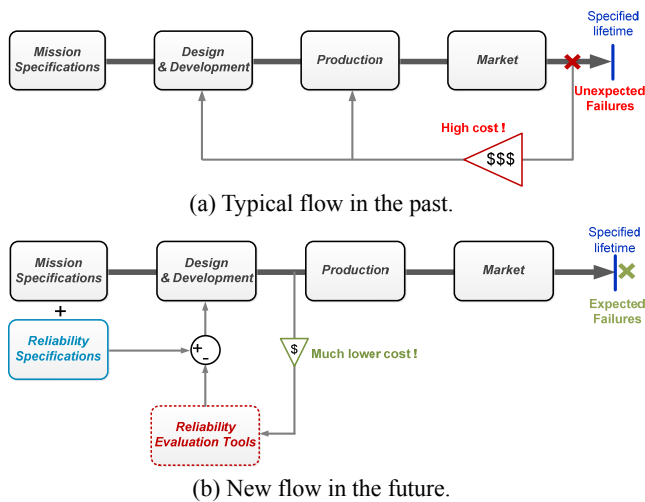 Specified
lifetime
Mission
Specifications
Design
& Development
Production
Market
Unexpected
Failures
High cost !
$$$
(a) Typical flow in the past.
Specified
lifetime
Mission
Specifications
Design
& Development
Production
Market
Expected
Failures
+
Reliability
Specifications
+
-
$
Much lower cost !
Reliability
Evaluation Tools
(b) New flow in the future.